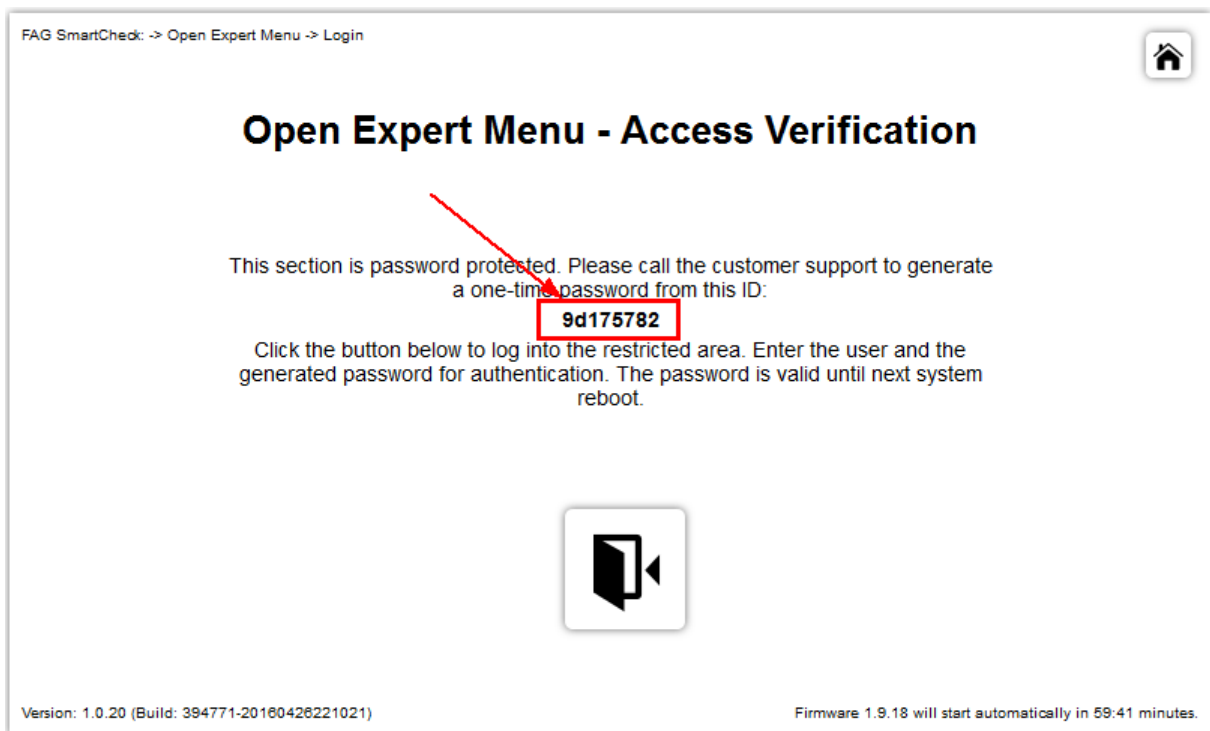 FAG SmartCheck: -> Open Expert Menu -> Login
Open Expert Menu - Access Verification
This section is password protected. Please call the customer support to generate
a one-time password from this ID:
9d175782
Click the button below to log into the restricted area. Enter the user and the
generated password for authentication. The password is valid until next system
reboot.
Version: 1.0.20 (Build: 394771-20160426221021)
Firmware 1.9.18 will start automatically in 59:41 minutes.